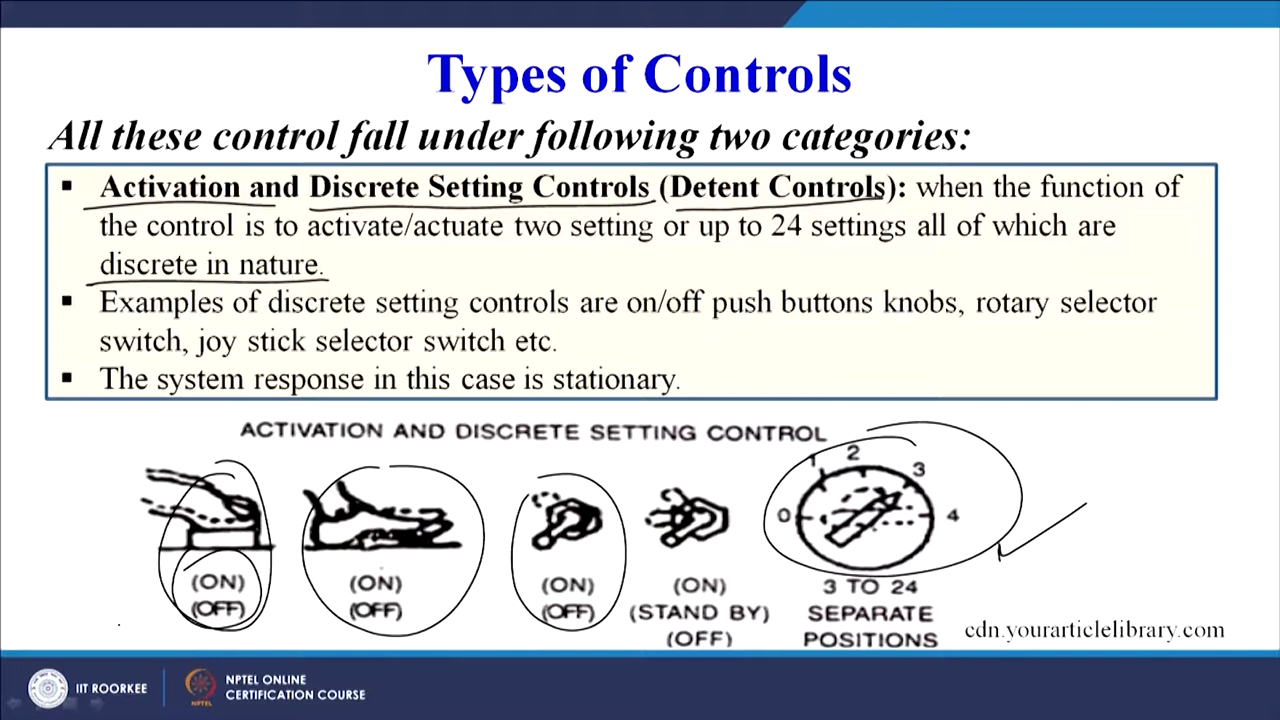 Types of Controls
All these control fall under following two categories:
▪ Activation and Discrete Setting Controls (Detent Controls): when the function of
the control is to activate/actuate two setting or up to 24 settings all of which are
discrete in nature.
▪ Examples of discrete setting controls are on/off push buttons knobs, rotary selector
switch, joy stick selector switch etc.
▪ The system response in this case is stationary.
ACTIVATION AND DISCRETE SETTING CONTROL
0 1 2 3 4
(ON) (ON) (ON) (ON) 3 TO 24
(OFF) (OFF) (OFF) (STAND BY) SEPARATE
(OFF) POSITIONS
cdn.yourarticlelibrary.com
IIT ROORKEE
NPTEL
NPTEL ONLINE
CERTIFICATION COURSE